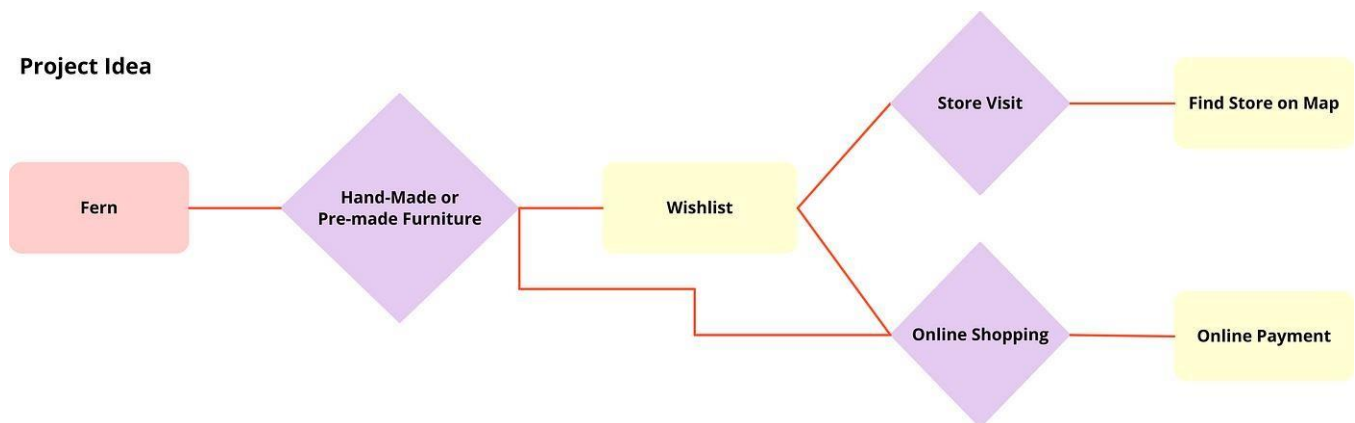 Project Idea
Fern
Hand-Made or
Pre-made Furniture
Wishlist
Store Visit
Find Store on Map
Online Shopping
Online Payment